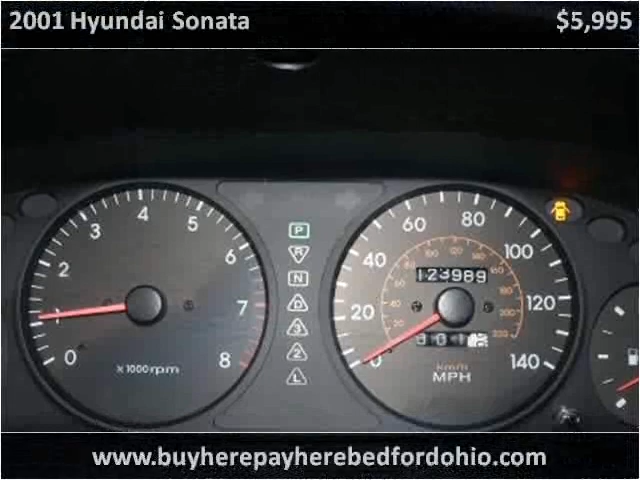 2001 Hyundai Sonata $5,995
0 1 2 3 4 5 6 7 8
x1000rpm
P
R
N
D
3
2
L
0 20 40 60 80 100 120 140
123989
km/h
MPH
www.buyherepayherebedfordohio.com